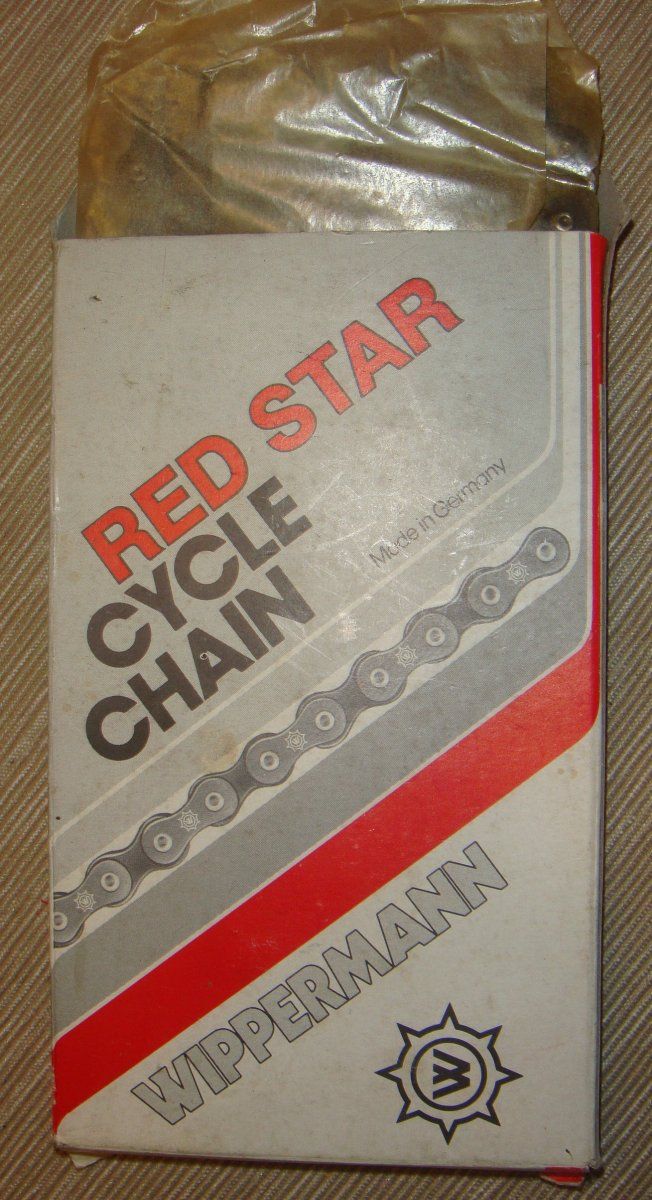 RED STAR
CYCLE
CHAIN
Made in Germany
WIPPERMANN
W